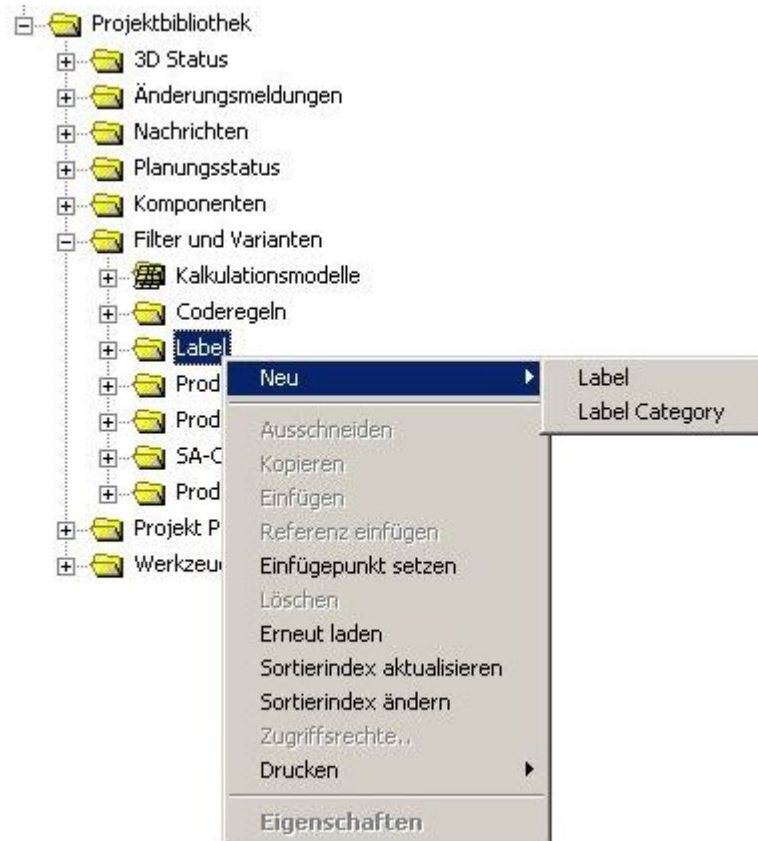 Projektbibliothek
3D Status
Änderungsmeldungen
Nachrichten
Planungsstatus
Komponenten
Filter und Varianten
Kalkulationsmodelle
Coderegeln
Label
Prod
Prod
SA-C
Prod
Projekt P
Werkzeu
Neu
Ausschneiden
Kopieren
Einfügen
Referenz einfügen
Einfügepunkt setzen
Löschen
Erneut laden
Sortierindex aktualisieren
Sortierindex ändern
Zugriffsrechte..
Drucken
Eigenschaften
Label
Label Category